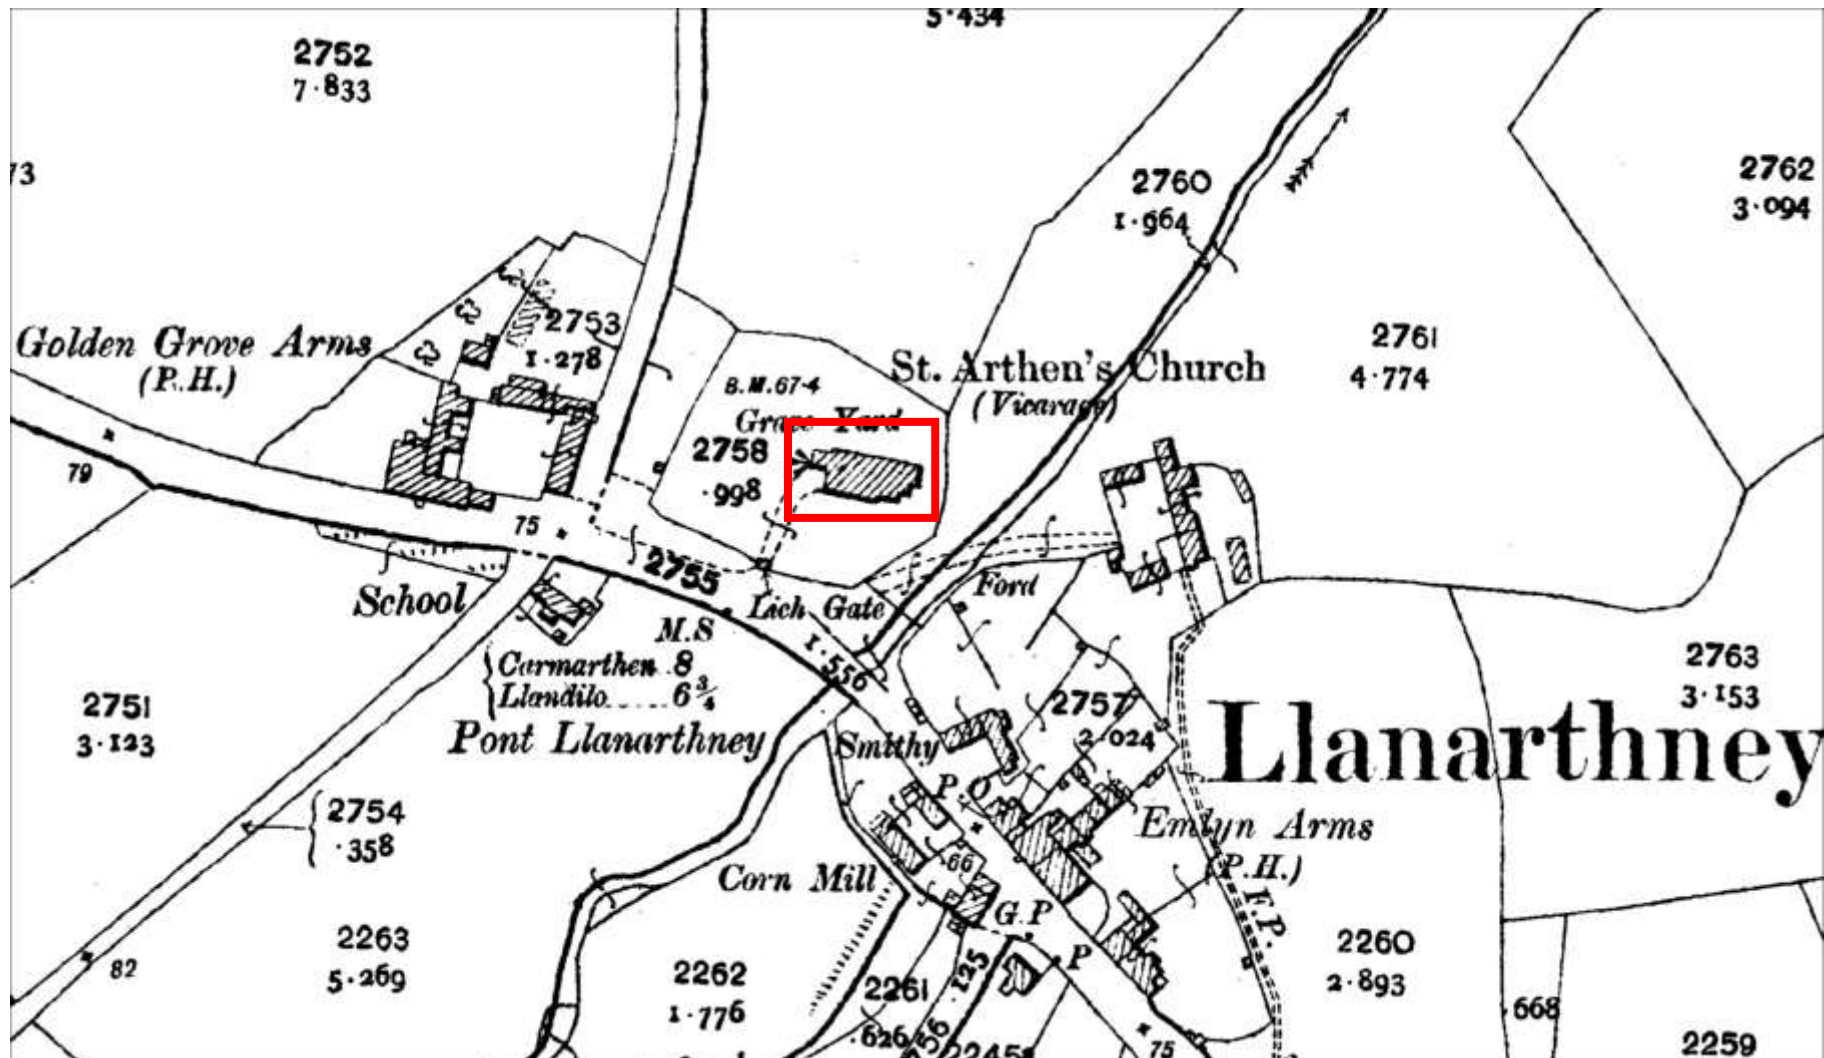 5.434
2752
7.833
73
2760
1.964
2762
3.094
2753
1.278
Golden Grove Arms
(P.H.)
2761
4.774
B.M.67.4
St. Arthen's Church
(Vicarage)
Grave Yard
2758
.998
79
75
2755
School
Lich Gate
Ford
M.S
Carmarthen 8
Llandilo 6¾
1.556
2763
3.153
2751
3.123
2757
2.024
Pont Llanarthney
Smithy
Llanarthney
P.O
2754
.358
Emlyn Arms
(P.H.)
66
Corn Mill
F.P.
G.P
P
2263
5.269
82
2262
1.776
2261
.626
.125
2260
2.893
.668
75
2259